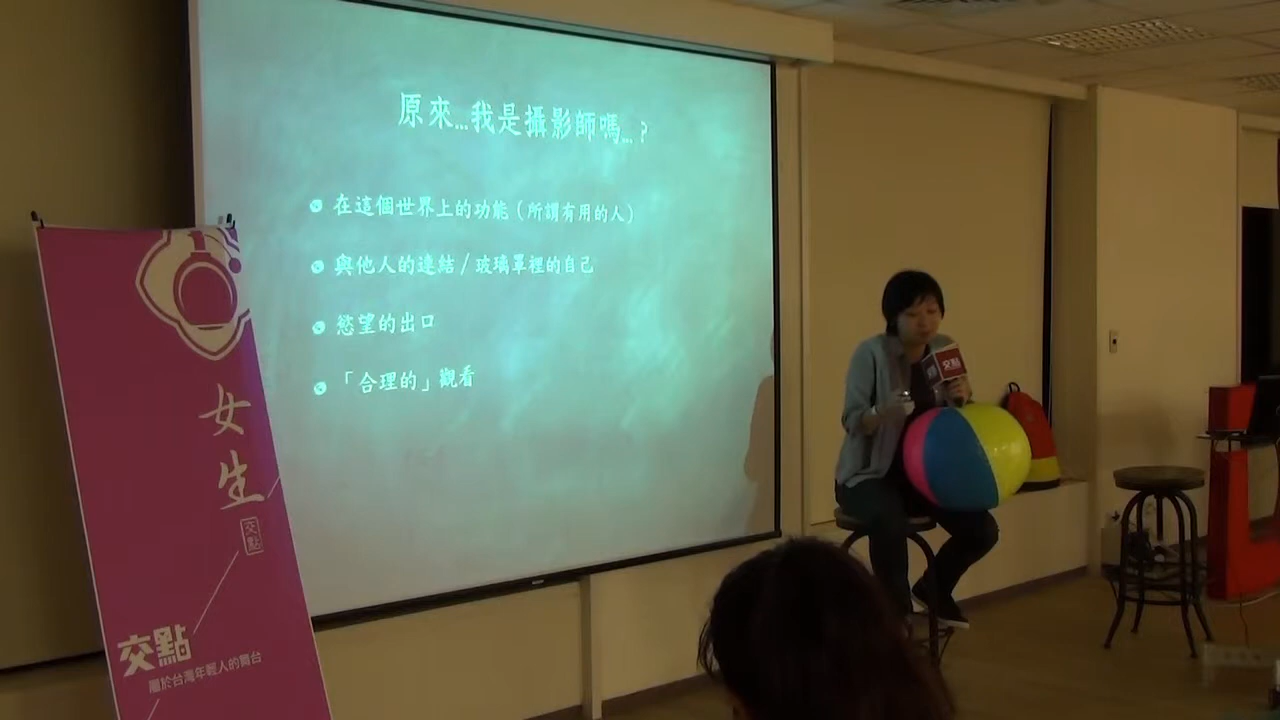 原來...我是攝影師嗎...?
在這個世界上的功能(所謂有用的人)
與他人的連結/玻璃罩裡的自己
慾望的出口
「合理的」觀看
女生
交點
交點
屬於台灣年輕人的舞台
交點